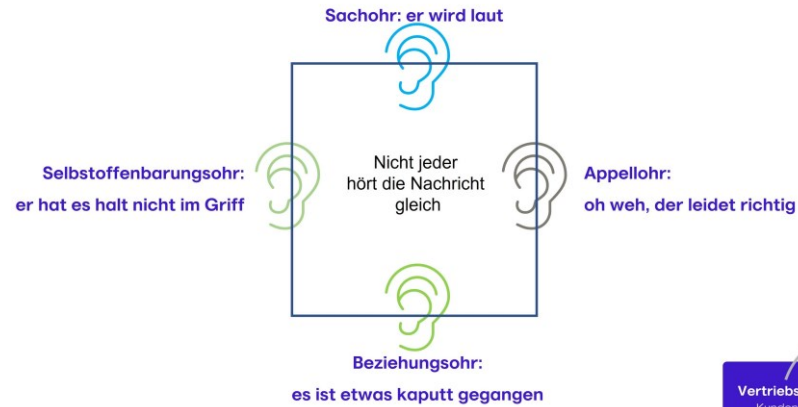 Sachohr: er wird laut
Selbstoffenbarungsohr:
er hat es halt nicht im Griff
Nicht jeder
hört die Nachricht
gleich
Appellohr:
oh weh, der leidet richtig
Beziehungsohr:
es ist etwas kaputt gegangen